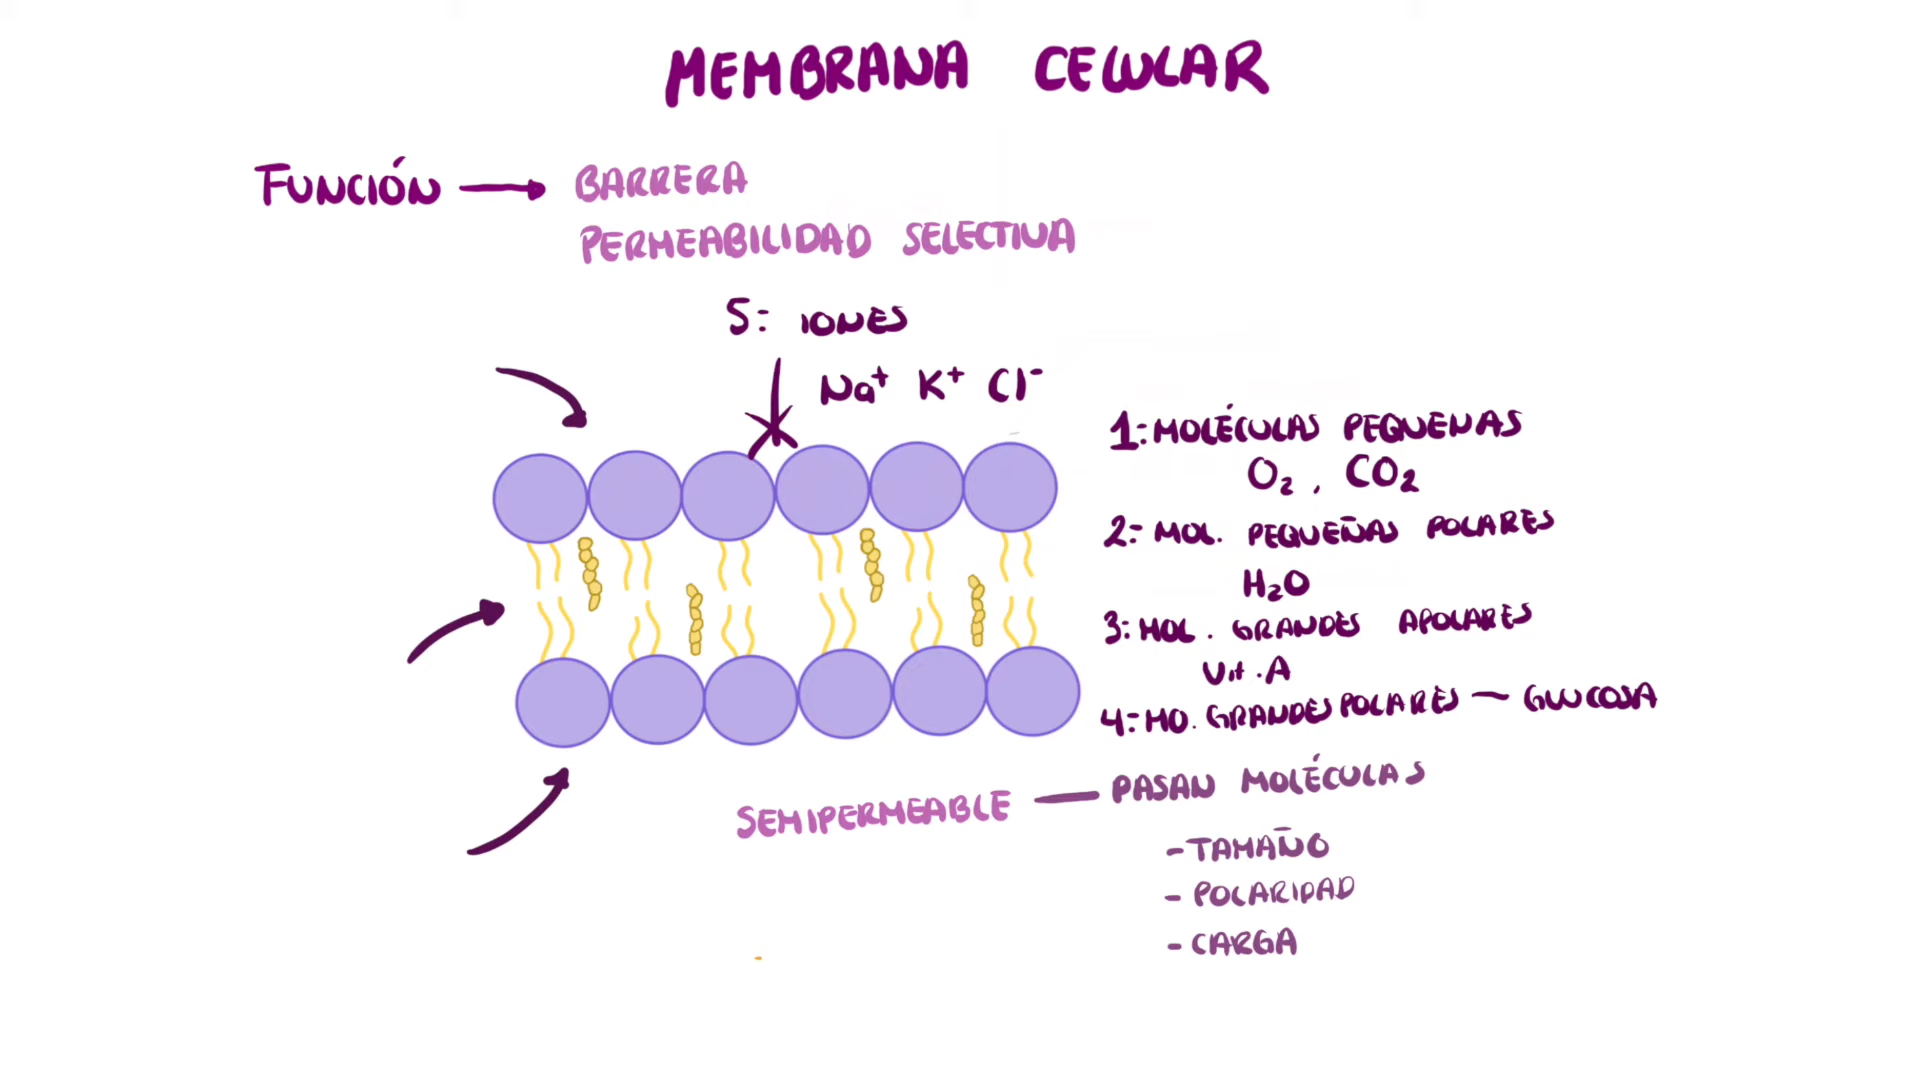 MEMBRANA CELULAR
FUNCIÓN → BARRERA
PERMEABILIDAD SELECTIVA
5: IONES
Na⁺ K⁺ Cl⁻
1: MOLÉCULAS PEQUENAS
O₂, CO₂
2: MOL. PEQUEÑAS POLARES
H₂O
3: MOL. GRANDES APOLARES
Vit. A
4: MO. GRANDES POLARES — GLUCOSA
SEMIPERMEABLE — PASAN MOLÉCULAS
- TAMAÑO
- POLARIDAD
- CARGA